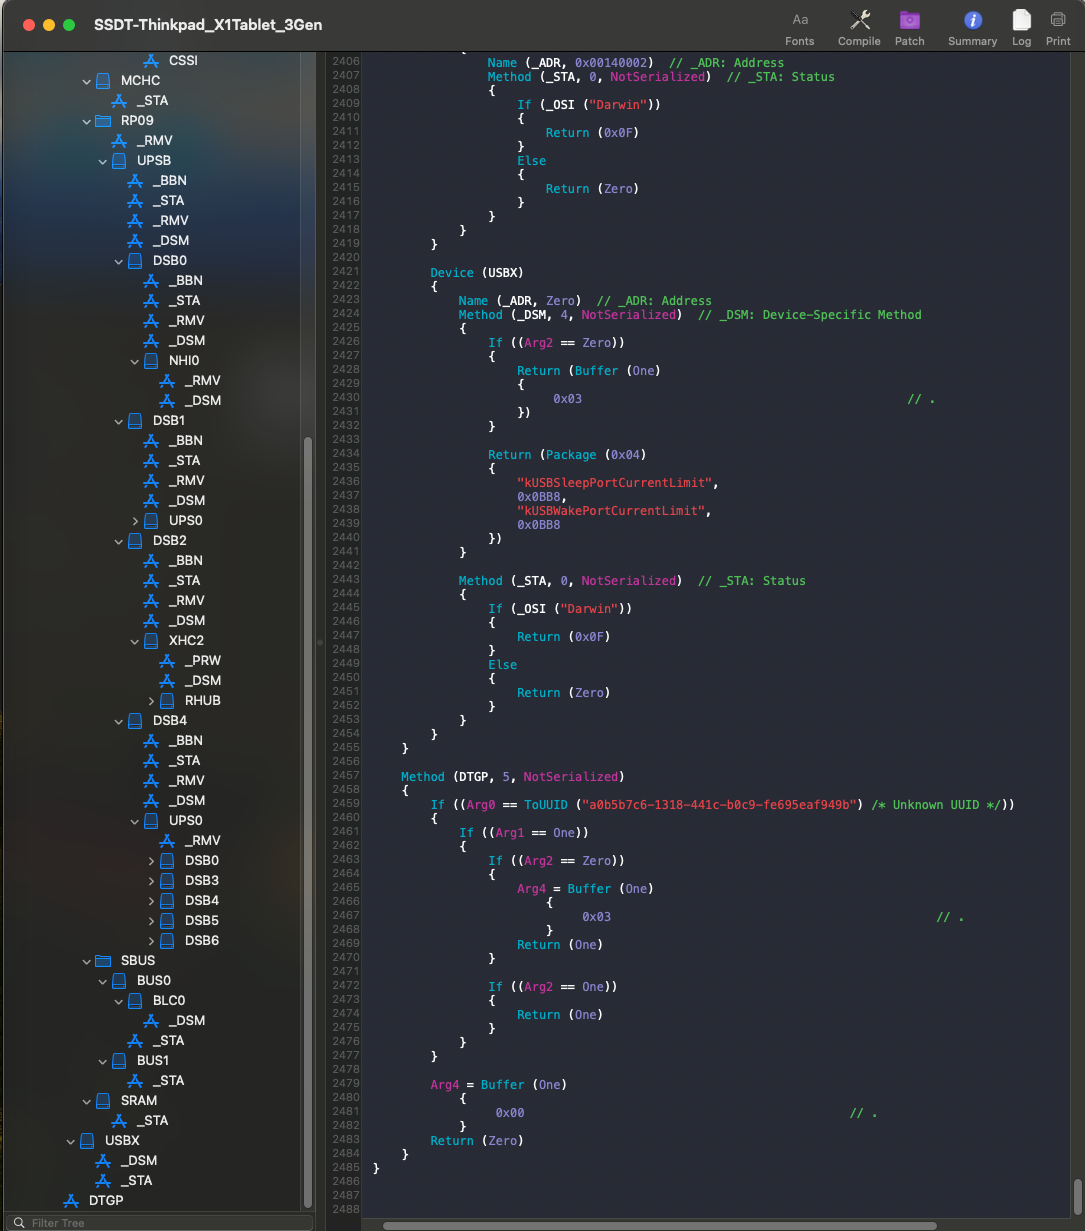 SSDT-Thinkpad_X1Tablet_3Gen
Aa
Fonts
Compile
Patch
Summary
Log
Print
CSSI
MCHC
_STA
RP09
_RMV
UPSB
_BBN
_STA
_RMV
_DSM
DSB0
_BBN
_STA
_RMV
_DSM
NHI0
_RMV
_DSM
DSB1
_BBN
_STA
_RMV
_DSM
UPS0
DSB2
_BBN
_STA
_RMV
_DSM
XHC2
_PRW
_DSM
RHUB
DSB4
_BBN
_STA
_RMV
_DSM
UPS0
_RMV
DSB0
DSB3
DSB4
DSB5
DSB6
SBUS
BUS0
BLC0
_DSM
_STA
BUS1
_STA
SRAM
_STA
USBX
_DSM
_STA
DTGP
Filter Tree
2406 Name (_ADR, 0x00140002)  // _ADR: Address
2407 Method (_STA, 0, NotSerialized)  // _STA: Status
2408 {
2409 If (_OSI ("Darwin"))
2410 {
2411 Return (0x0F)
2412 }
2413 Else
2414 {
2415 Return (Zero)
2416 }
2417 }
2418 }
2419 }
2420
2421 Device (USBX)
2422 {
2423 Name (_ADR, Zero)  // _ADR: Address
2424 Method (_DSM, 4, NotSerialized)  // _DSM: Device-Specific Method
2425 {
2426 If ((Arg2 == Zero))
2427 {
2428 Return (Buffer (One)
2429 {
2430 0x03 // .
2431 })
2432 }
2433
2434 Return (Package (0x04)
2435 {
2436 "kUSBSleepPortCurrentLimit",
2437 0x0BB8,
2438 "kUSBWakePortCurrentLimit",
2439 0x0BB8
2440 })
2441 }
2442
2443 Method (_STA, 0, NotSerialized)  // _STA: Status
2444 {
2445 If (_OSI ("Darwin"))
2446 {
2447 Return (0x0F)
2448 }
2449 Else
2450 {
2451 Return (Zero)
2452 }
2453 }
2454 }
2455 }
2456
2457 Method (DTGP, 5, NotSerialized)
2458 {
2459 If ((Arg0 == ToUUID ("a0b5b7c6-1318-441c-b0c9-fe695eaf949b") /* Unknown UUID */))
2460 {
2461 If ((Arg1 == One))
2462 {
2463 If ((Arg2 == Zero))
2464 {
2465 Arg4 = Buffer (One)
2466 {
2467 0x03 // .
2468 }
2469 Return (One)
2470 }
2471
2472 If ((Arg2 == One))
2473 {
2474 Return (One)
2475 }
2476 }
2477 }
2478
2479 Arg4 = Buffer (One)
2480 {
2481 0x00 // .
2482 }
2483 Return (Zero)
2484 }
2485 }
2486
2487
2488